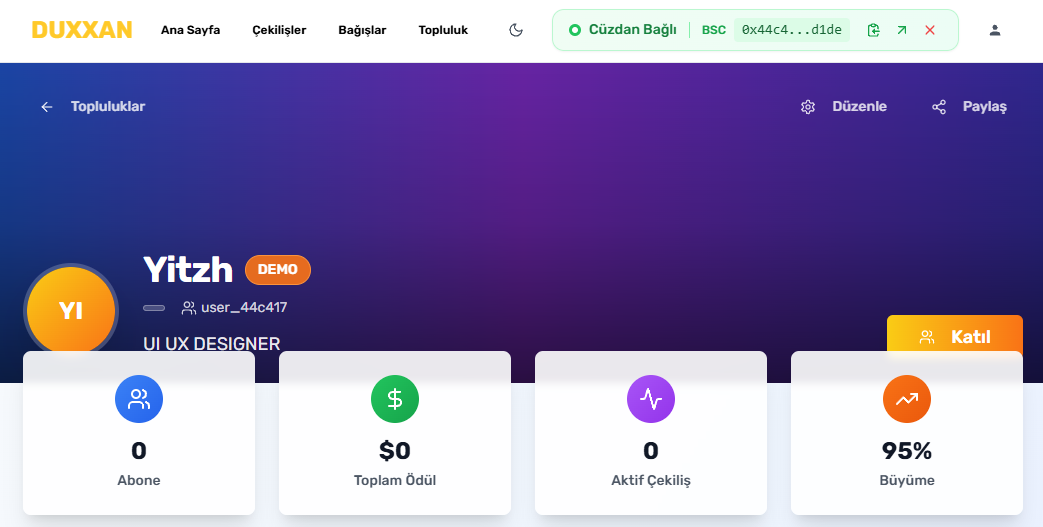 DUXXAN Ana Sayfa Çekilişler Bağışlar Topluluk Cüzdan Bağlı BSC 0x44c4...d1de
Topluluklar Düzenle Paylaş
Yitzh DEMO
YI
user_44c417
UI UX DESIGNER
Katıl
0 $0 0 95%
Abone Toplam Ödül Aktif Çekiliş Büyüme